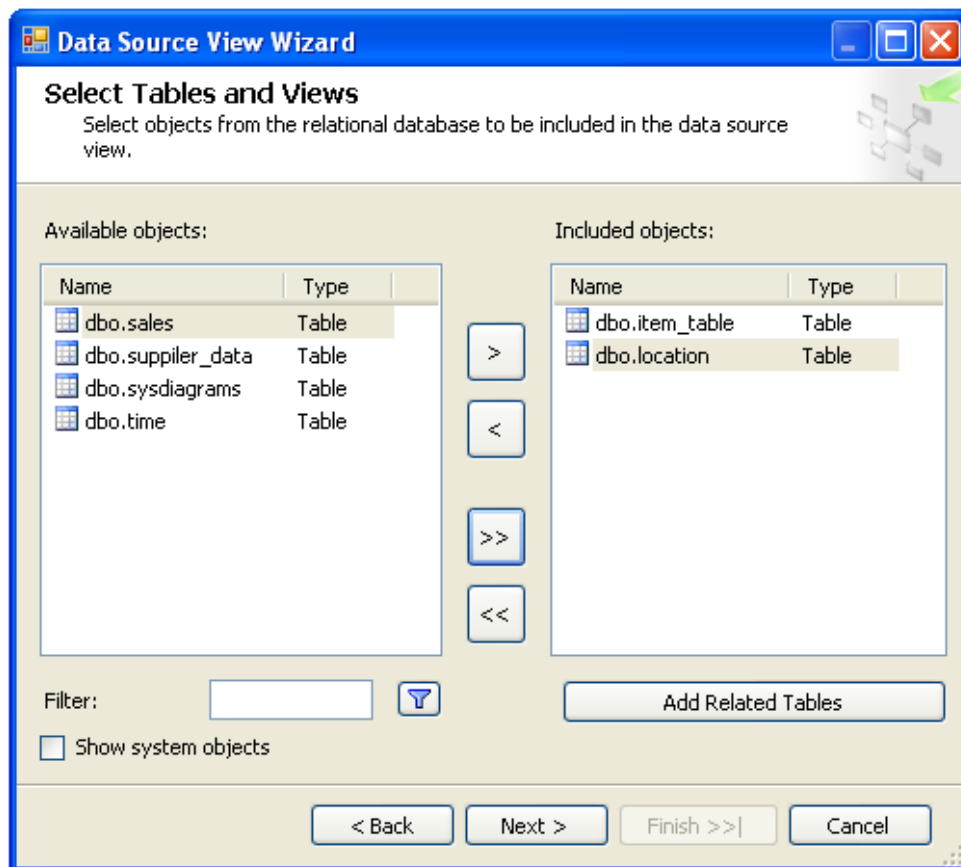 Data Source View Wizard
Select Tables and Views
Select objects from the relational database to be included in the data source
view.
Available objects:
Name Type
dbo.sales Table
dbo.suppiler_data Table
dbo.sysdiagrams Table
dbo.time Table
>
<
>>
<<
Included objects:
Name Type
dbo.item_table Table
dbo.location Table
Filter:
Add Related Tables
Show system objects
< Back Next > Finish >>| Cancel